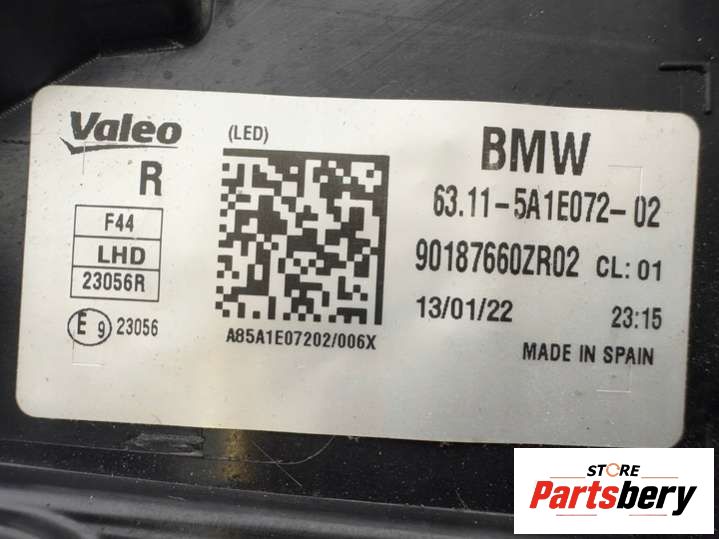 Valeo
(LED)
BMW
R
63.11-5A1E072-02
F44
LHD
23056R
90187660ZR02 CL: 01
13/01/22 23:15
E 9 23056
A85A1E07202/006X
MADE IN SPAIN
STORE
Partsbery